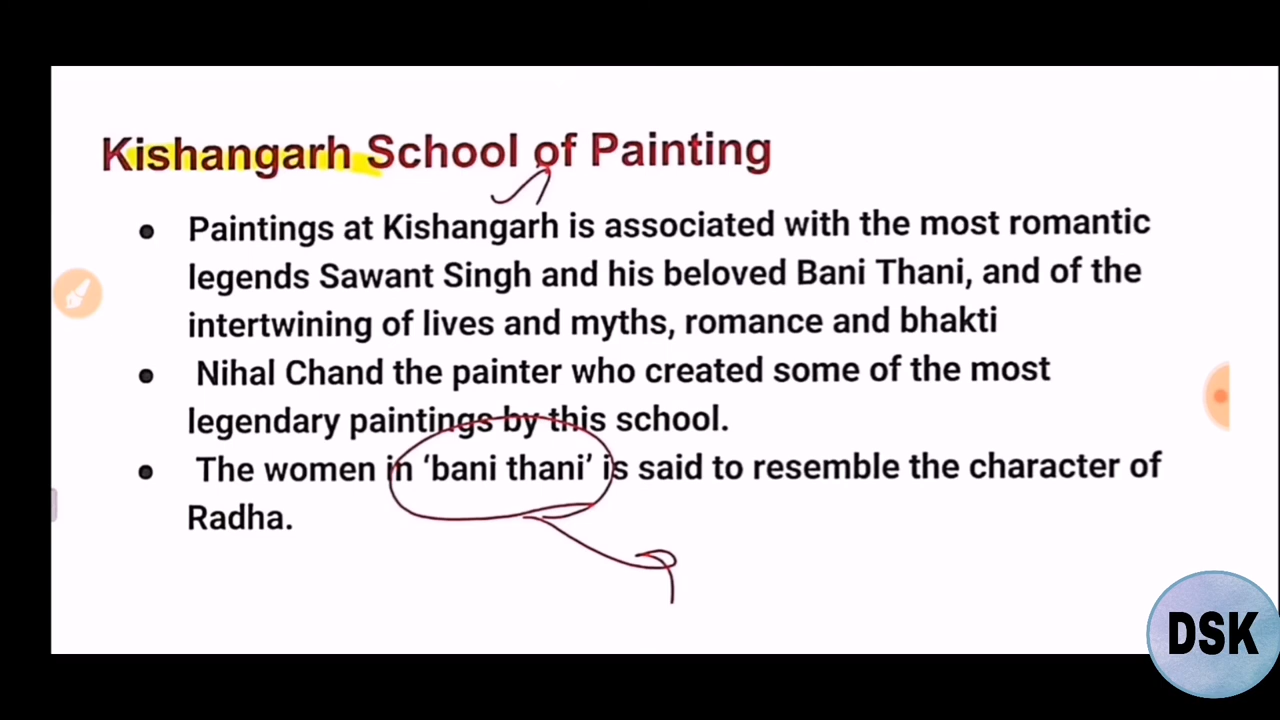 Kishangarh School of Painting
● Paintings at Kishangarh is associated with the most romantic
legends Sawant Singh and his beloved Bani Thani, and of the
intertwining of lives and myths, romance and bhakti
● Nihal Chand the painter who created some of the most
legendary paintings by this school.
● The women in ‘bani thani’ is said to resemble the character of
Radha.
DSK